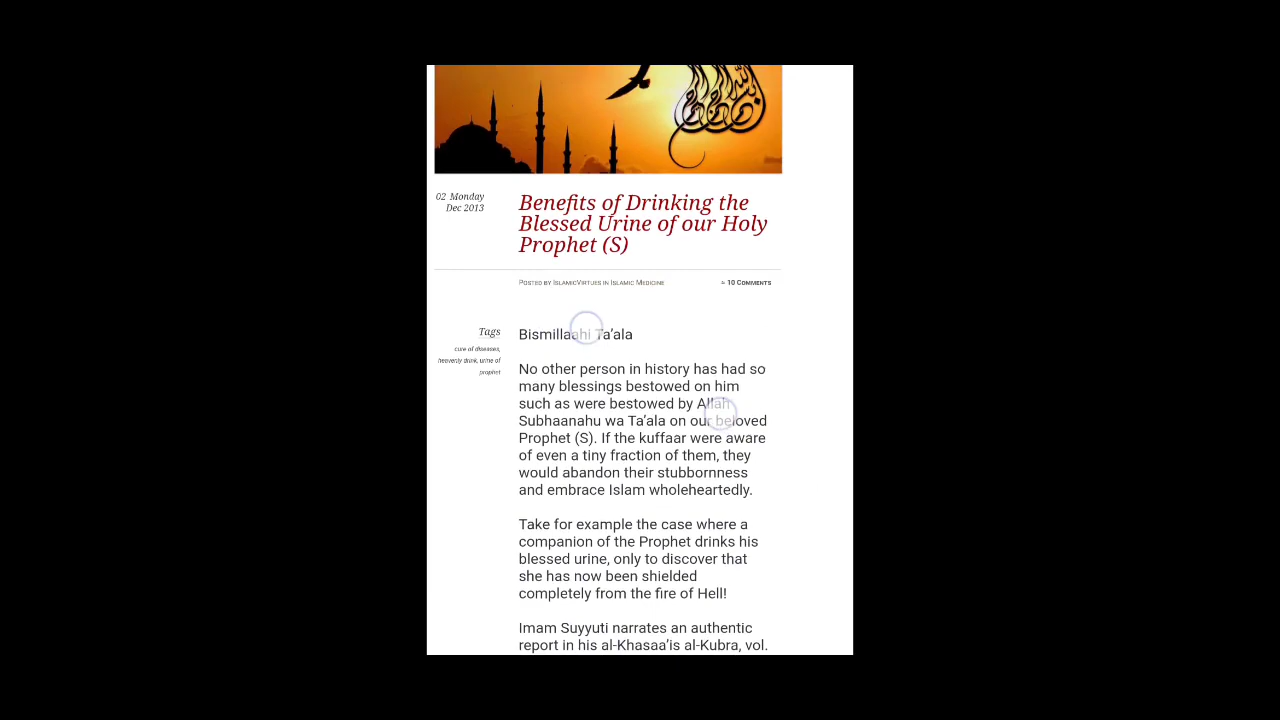 02 Monday
Dec 2013
Benefits of Drinking the
Blessed Urine of our Holy
Prophet (S)
POSTED BY ISLAMICVIRTUES IN ISLAMIC MEDICINE
10 COMMENTS
Tags
cure of diseases,
heavenly drink, urine of
prophet
Bismillaahi Ta’ala
No other person in history has had so
many blessings bestowed on him
such as were bestowed by Allah
Subhaanahu wa Ta’ala on our beloved
Prophet (S). If the kuffaar were aware
of even a tiny fraction of them, they
would abandon their stubbornness
and embrace Islam wholeheartedly.
Take for example the case where a
companion of the Prophet drinks his
blessed urine, only to discover that
she has now been shielded
completely from the fire of Hell!
Imam Suyyuti narrates an authentic
report in his al-Khasaa’is al-Kubra, vol.